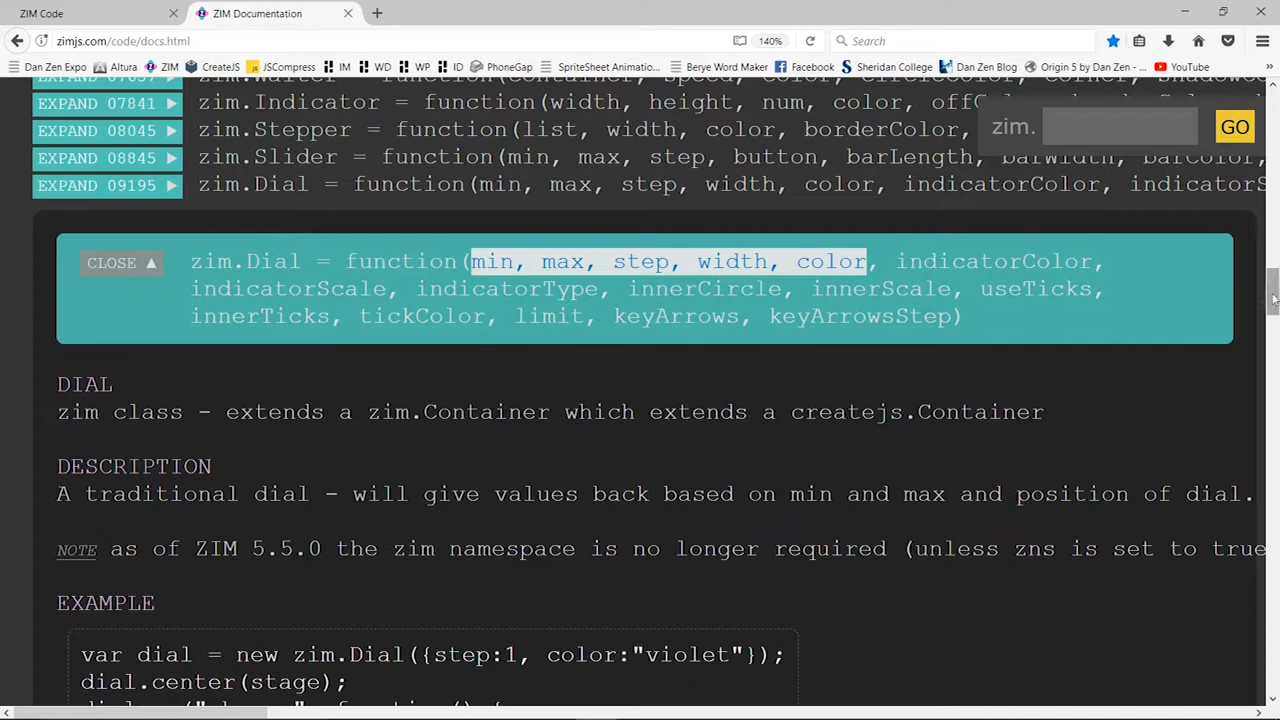 ZIM Code
ZIM Documentation
zimjs.com/code/docs.html
140%
Search
Dan Zen Expo
Altura
ZIM
CreateJS
JSCompress
IM
WD
WP
ID
PhoneGap
SpriteSheet Animatio...
Berye Word Maker
Facebook
Sheridan College
Dan Zen Blog
Origin 5 by Dan Zen -...
YouTube
EXPAND 07841 zim.Indicator = function(width, height, num, color,
zim.
GO
EXPAND 08045 zim.Stepper = function(list, width, color, borderColor,
EXPAND 08845 zim.Slider = function(min, max, step, button, barLength, barWidth, barColor,
EXPAND 09195 zim.Dial = function(min, max, step, width, color, indicatorColor,
CLOSE zim.Dial = function(min, max, step, width, color, indicatorColor,
indicatorScale, indicatorType, innerCircle, innerScale, useTicks,
innerTicks, tickColor, limit, keyArrows, keyArrowsStep)
DIAL
zim class - extends a zim.Container which extends a createjs.Container
DESCRIPTION
A traditional dial - will give values back based on min and max and position of dial.
NOTE as of ZIM 5.5.0 the zim namespace is no longer required (unless zns is set to true
EXAMPLE
var dial = new zim.Dial({step:1, color:"violet"});
dial.center(stage);